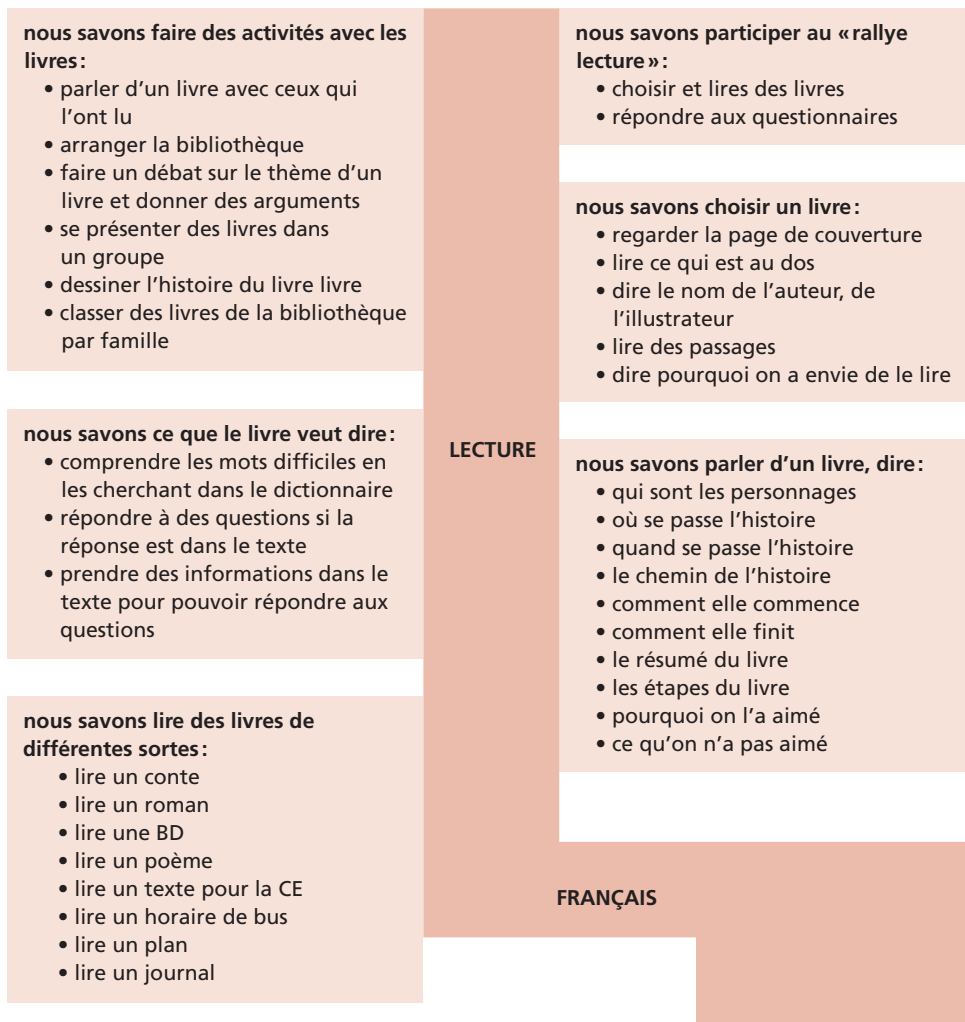 nous savons faire des activités avec les
livres:
• parler d'un livre avec ceux qui
l'ont lu
• arranger la bibliothèque
• faire un débat sur le thème d'un
livre et donner des arguments
• se présenter des livres dans
un groupe
• dessiner l'histoire du livre livre
• classer des livres de la bibliothèque
par famille
nous savons ce que le livre veut dire:
• comprendre les mots difficiles en
les cherchant dans le dictionnaire
• répondre à des questions si la
réponse est dans le texte
• prendre des informations dans le
texte pour pouvoir répondre aux
questions
nous savons lire des livres de
différentes sortes:
• lire un conte
• lire un roman
• lire une BD
• lire un poème
• lire un texte pour la CE
• lire un horaire de bus
• lire un plan
• lire un journal
LECTURE
nous savons participer au «rallye
lecture»:
• choisir et lires des livres
• répondre aux questionnaires
nous savons choisir un livre:
• regarder la page de couverture
• lire ce qui est au dos
• dire le nom de l'auteur, de
l'illustrateur
• lire des passages
• dire pourquoi on a envie de le lire
nous savons parler d'un livre, dire:
• qui sont les personnages
• où se passe l'histoire
• quand se passe l'histoire
• le chemin de l'histoire
• comment elle commence
• comment elle finit
• le résumé du livre
• les étapes du livre
• pourquoi on l'a aimé
• ce qu'on n'a pas aimé
FRANÇAIS